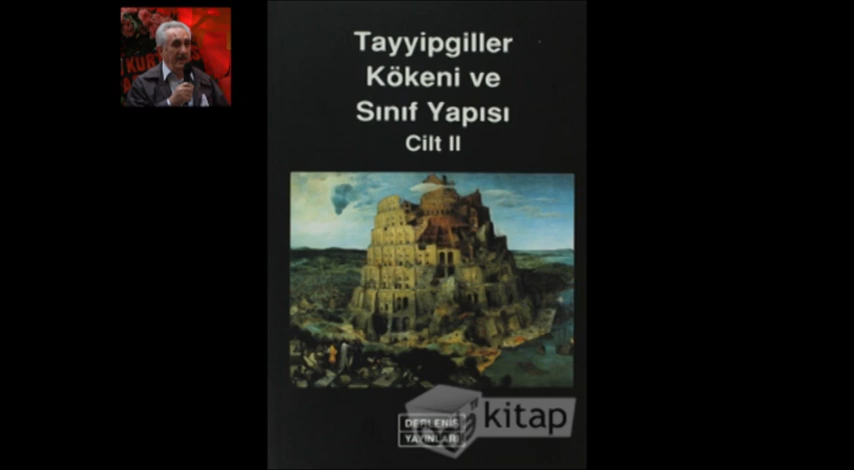 Tayyipgiller
Kökeni ve
Sınıf Yapısı
Cilt II
DERLENİŞ
YAYINLARI
kitap